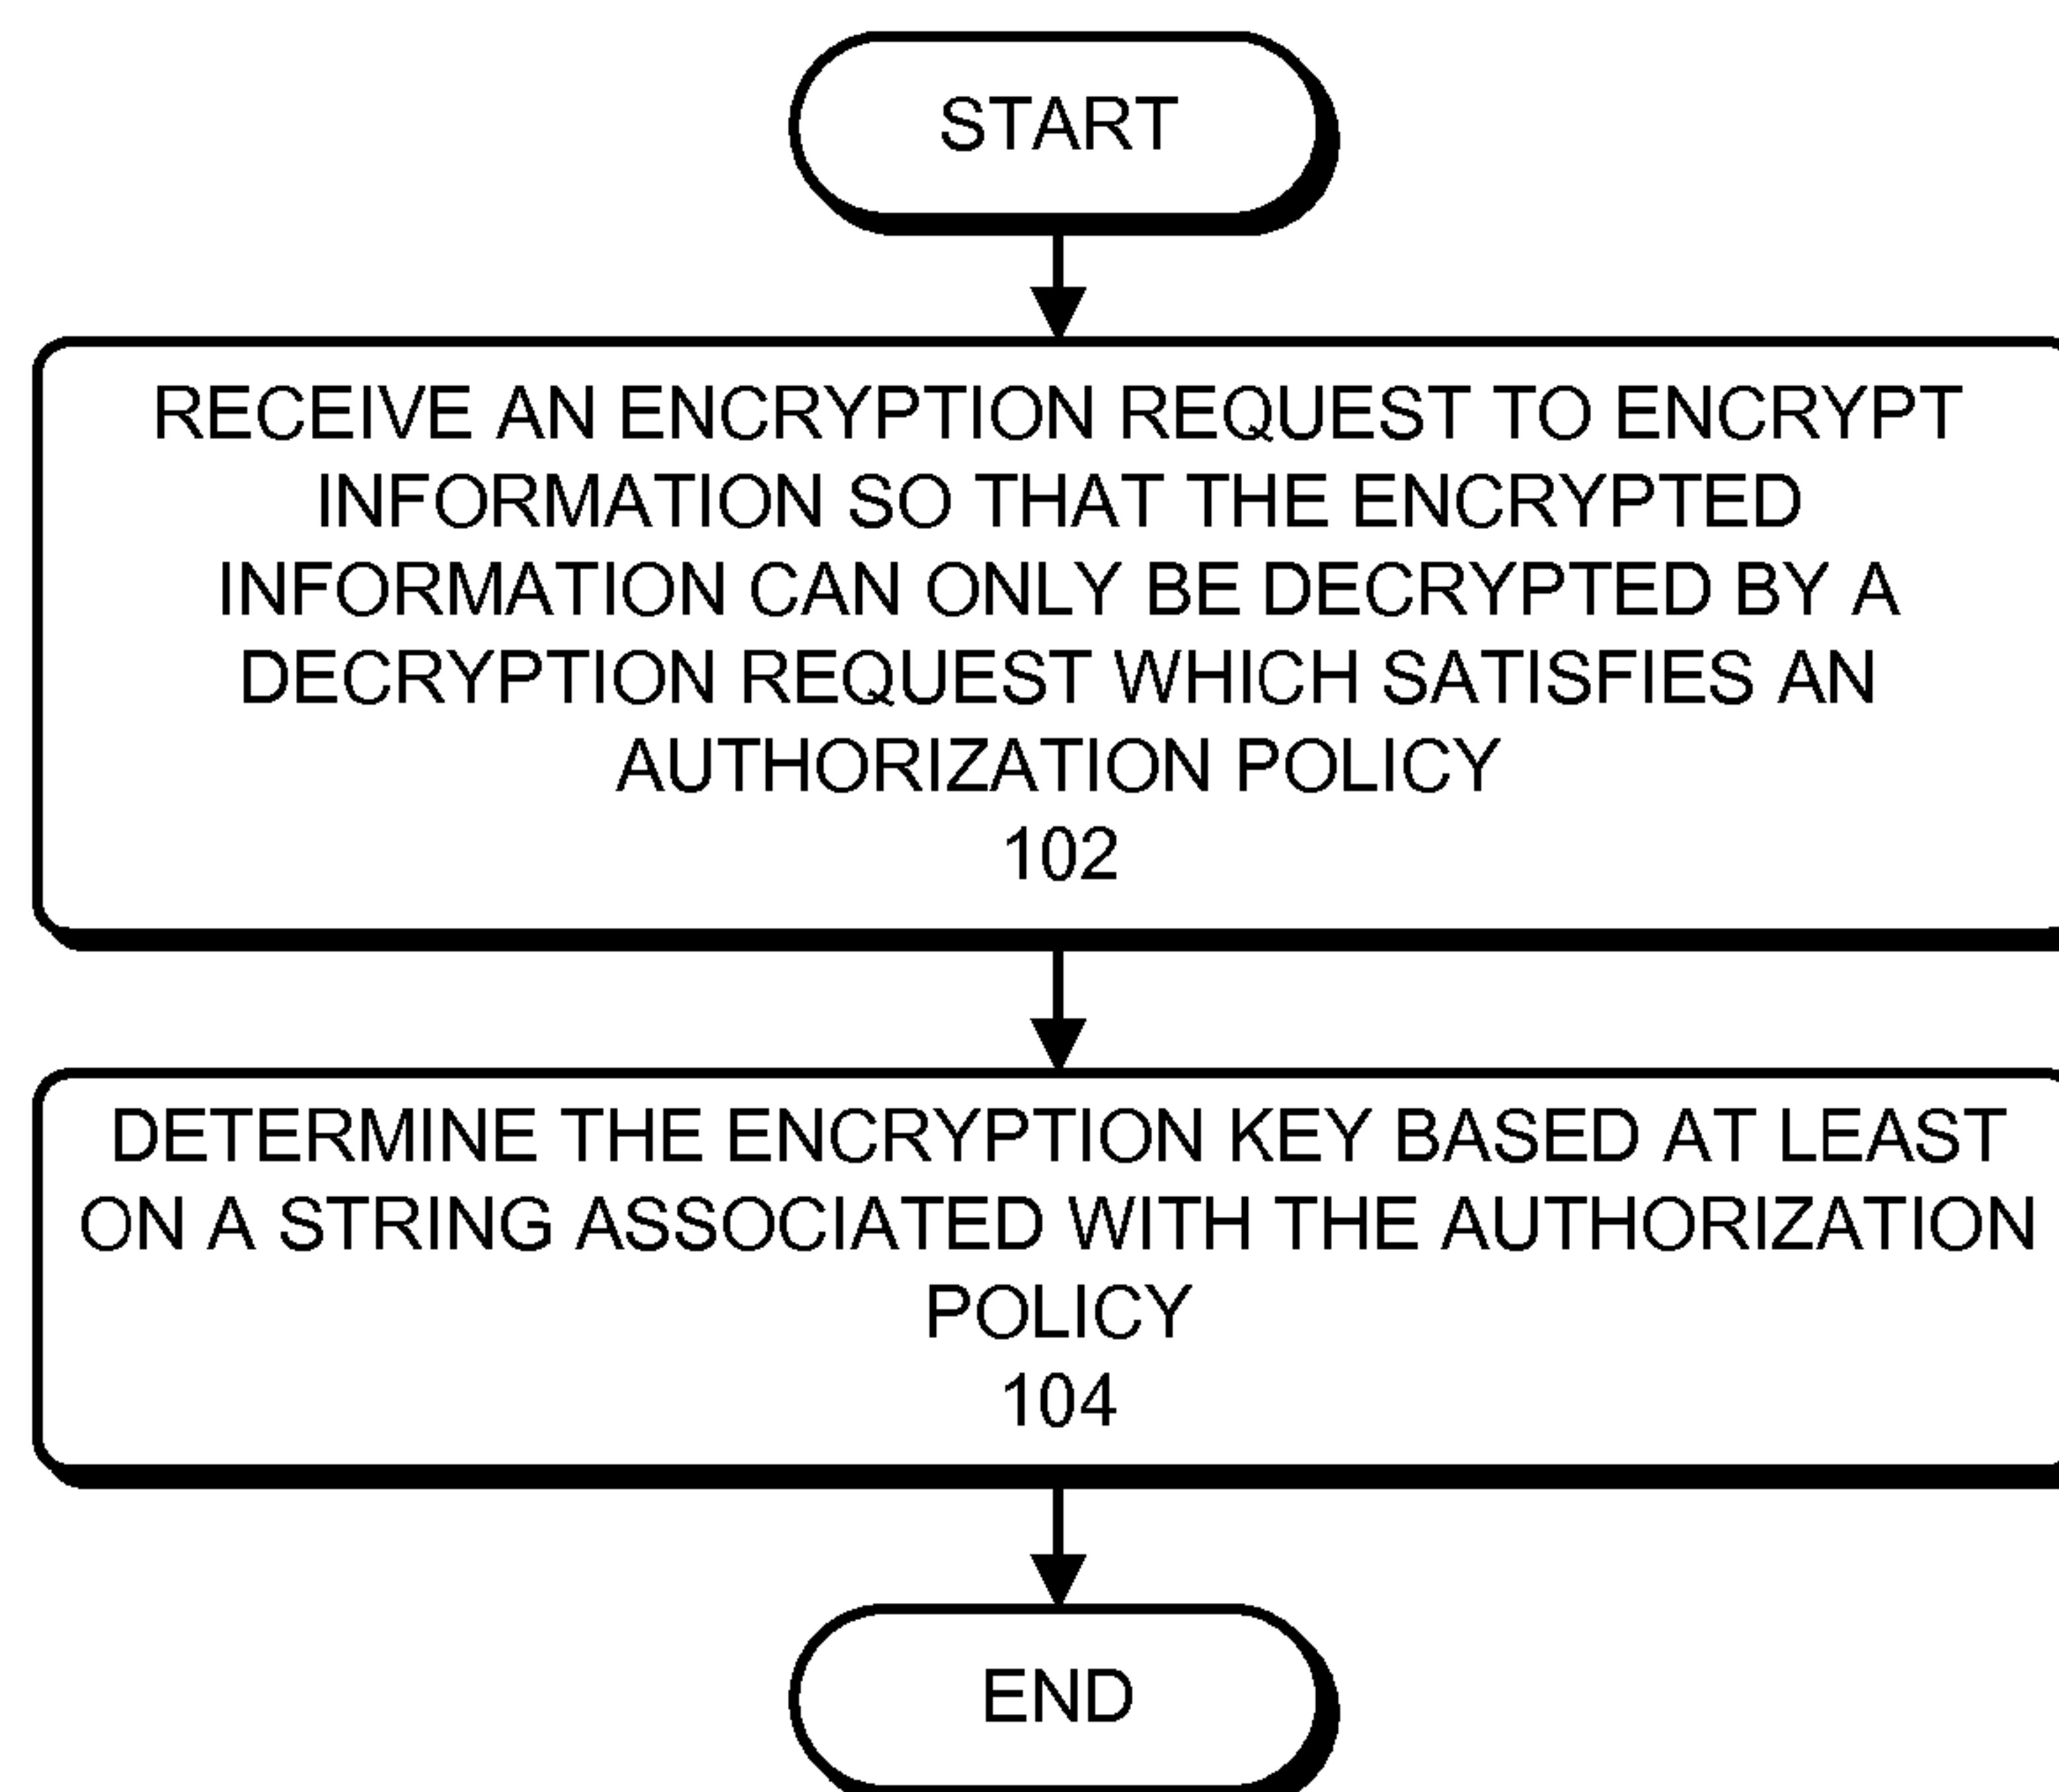 START
RECEIVE AN ENCRYPTION REQUEST TO ENCRYPT
INFORMATION SO THAT THE ENCRYPTED
INFORMATION CAN ONLY BE DECRYPTED BY A
DECRYPTION REQUEST WHICH SATISFIES AN
AUTHORIZATION POLICY
102
DETERMINE THE ENCRYPTION KEY BASED AT LEAST
ON A STRING ASSOCIATED WITH THE AUTHORIZATION
POLICY
104
END